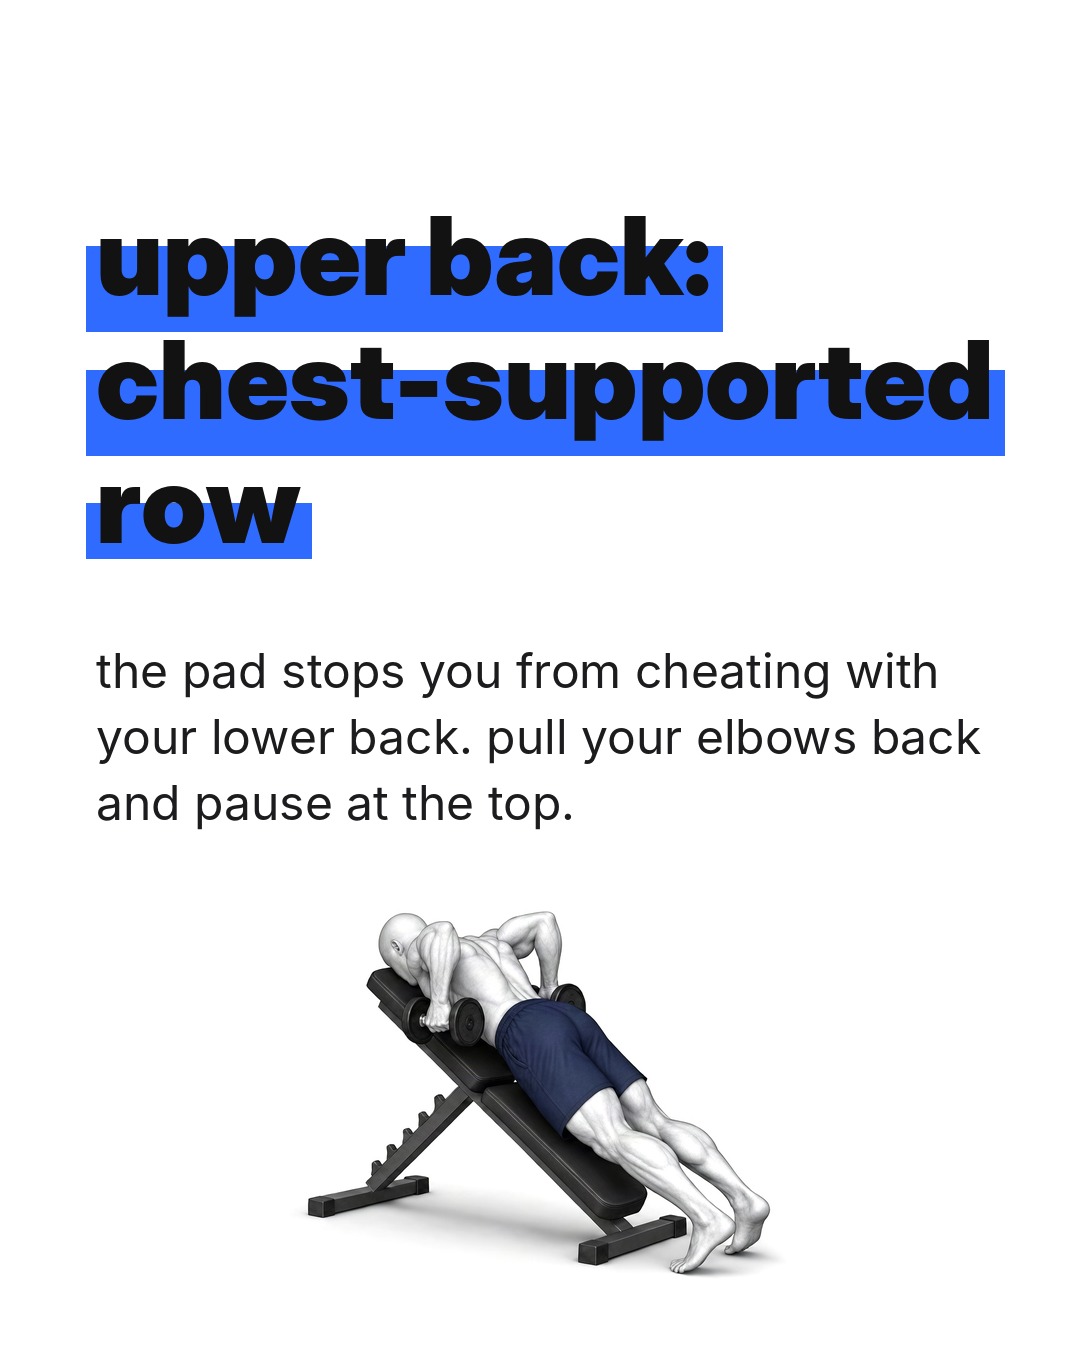 upper back:
chest-supported
row
the pad stops you from cheating with
your lower back. pull your elbows back
and pause at the top.